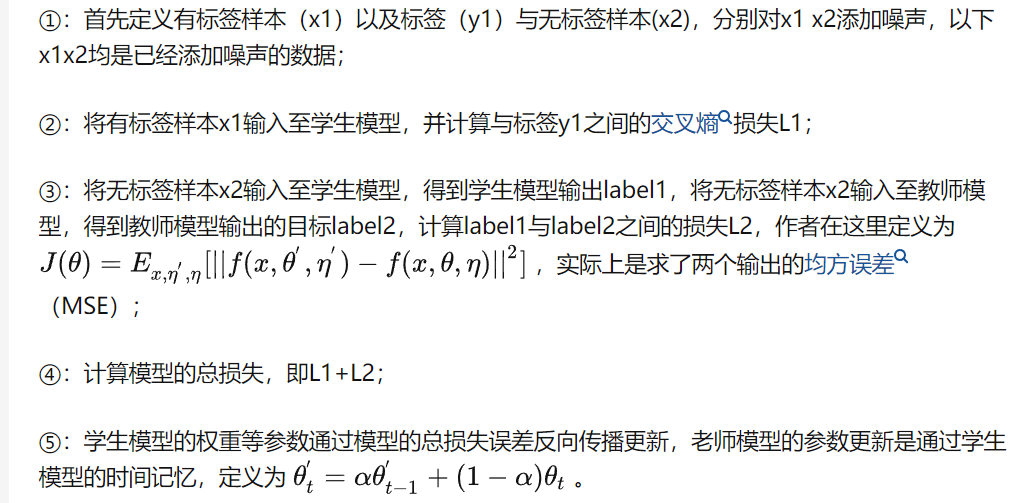 ①：首先定义有标签样本（x1）以及标签（y1）与无标签样本(x2)，分别对x1 x2添加噪声，以下
x1x2均是已经添加噪声的数据；
②：将有标签样本x1输入至学生模型，并计算与标签y1之间的交叉熵损失L1；
③：将无标签样本x2输入至学生模型，得到学生模型输出label1，将无标签样本x2输入至教师模
型，得到教师模型输出的目标label2，计算label1与label2之间的损失L2，作者在这里定义为
J(θ) = E_{x,η',η}[||f(x, θ', η') − f(x, θ, η)||²] ，实际上是求了两个输出的均方误差
（MSE）；
④：计算模型的总损失，即L1+L2；
⑤：学生模型的权重等参数通过模型的总损失误差反向传播更新，老师模型的参数更新是通过学生
模型的时间记忆，定义为 θ'_t = αθ'_{t−1} + (1 − α)θ_t 。